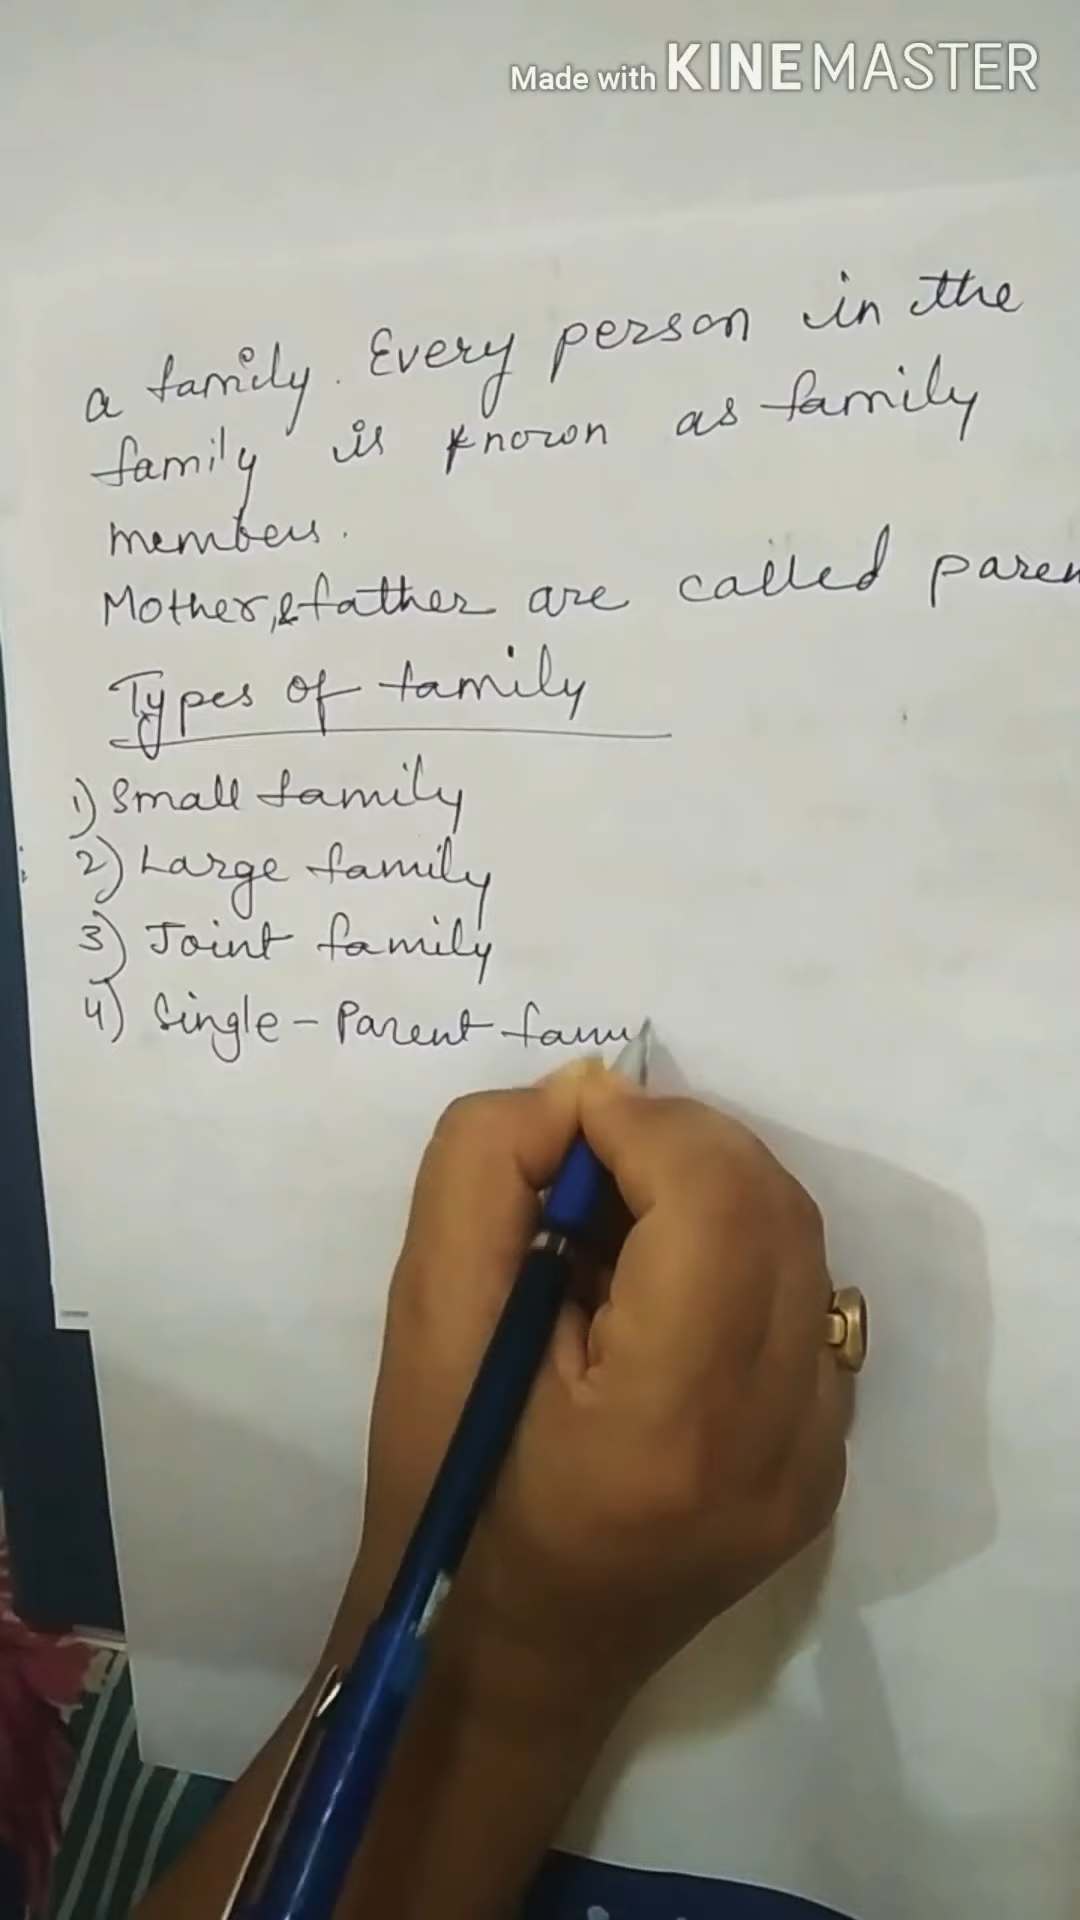 Made with KINEMASTER
a family. Every person in the
family is known as family
members.
Mother,& father are called paren
Types of family
1) Small family
2) Large family
3) Joint family
4) Single - Parent fami